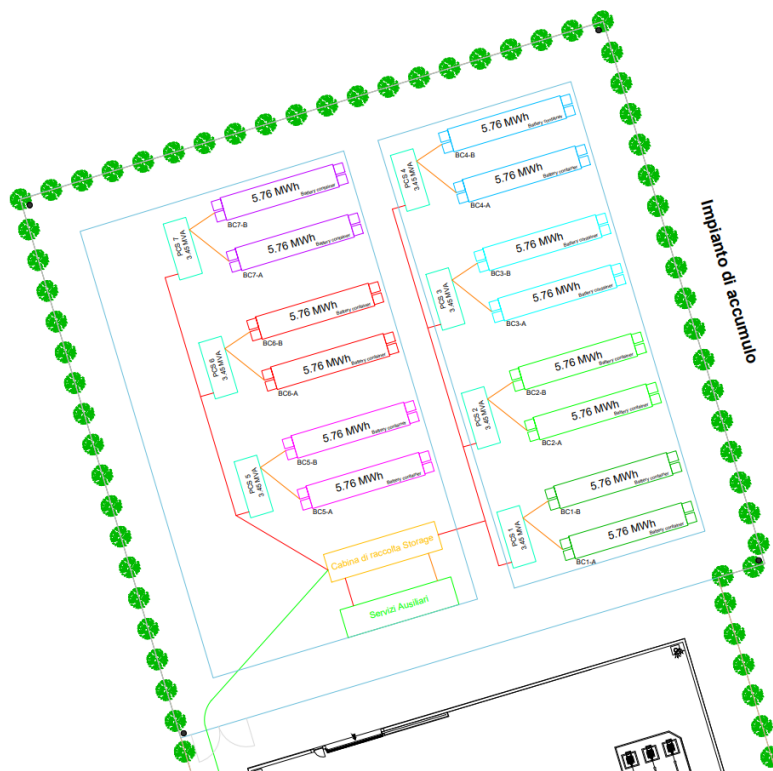 5.76 MWh
Battery container
BC4-B
PCS 4
3.45 MVA
5.76 MWh
Battery container
BC4-A
5.76 MWh
Battery container
BC7-B
PCS 7
3.45 MVA
5.76 MWh
Battery container
BC7-A
5.76 MWh
Battery container
BC3-B
PCS 3
3.45 MVA
5.76 MWh
Battery container
BC3-A
5.76 MWh
Battery container
BC6-B
PCS 6
3.45 MVA
5.76 MWh
Battery container
BC6-A
5.76 MWh
Battery container
BC2-B
PCS 2
3.45 MVA
5.76 MWh
Battery container
BC2-A
5.76 MWh
Battery container
BC5-B
PCS 5
3.45 MVA
5.76 MWh
Battery container
BC5-A
5.76 MWh
Battery container
BC1-B
PCS 1
3.45 MVA
5.76 MWh
Battery container
BC1-A
Impianto di accumulo
Cabina di raccolta Storage
Servizi Ausiliari